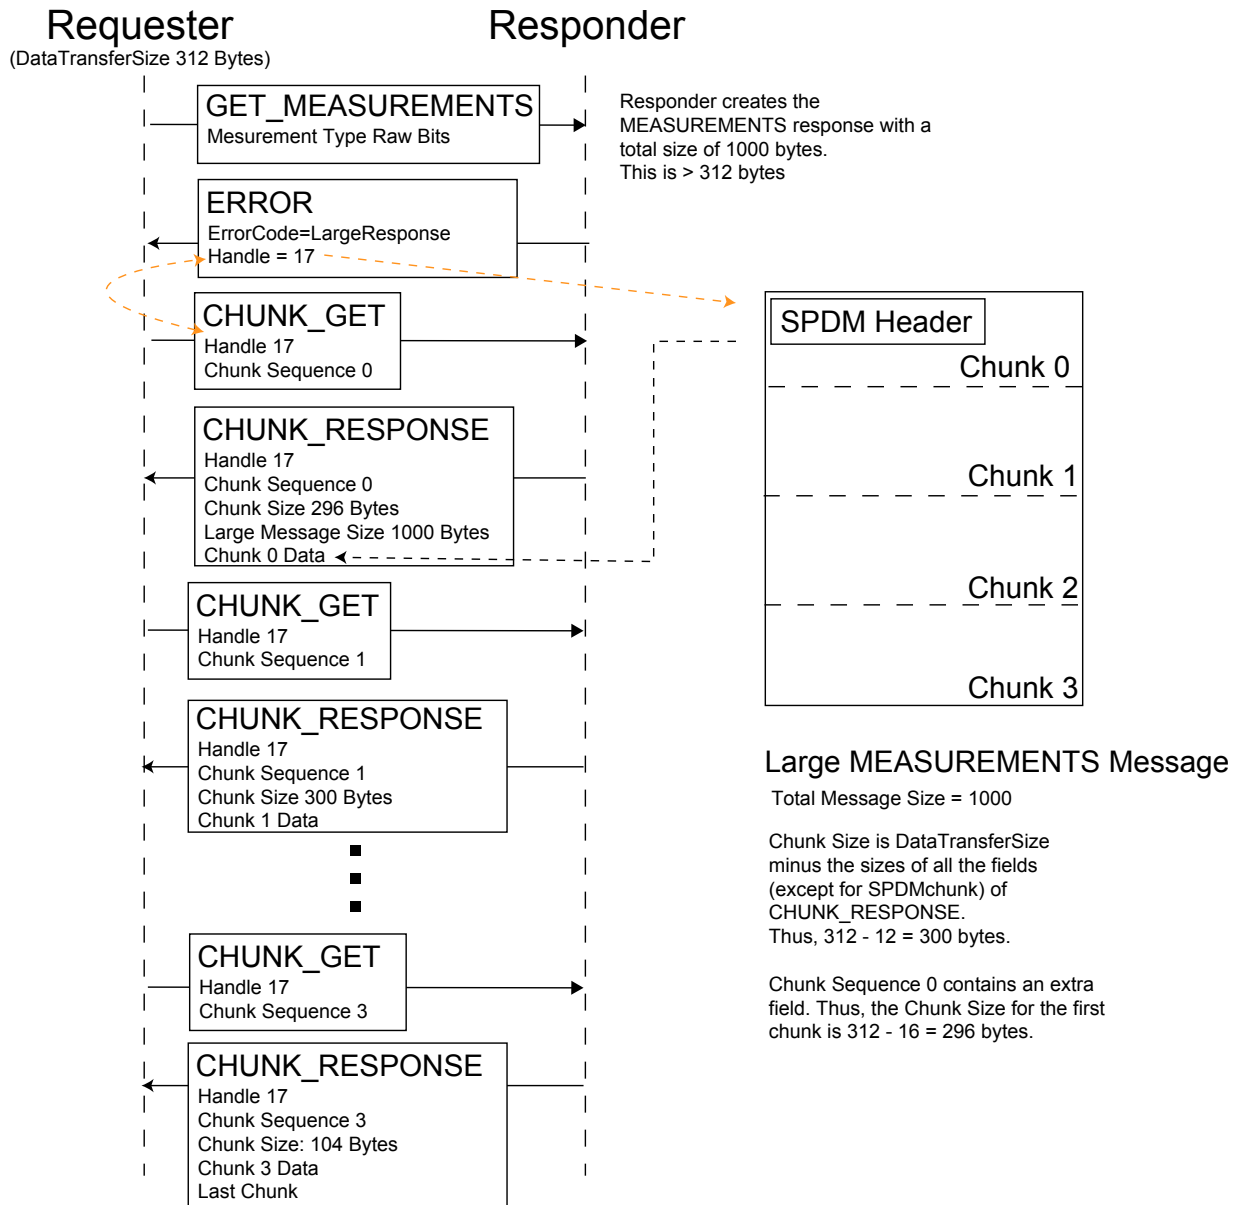 Requester
(DataTransferSize 312 Bytes)
Responder
GET_MEASUREMENTS
Mesurement Type Raw Bits
Responder creates the
MEASUREMENTS response with a
total size of 1000 bytes.
This is > 312 bytes
ERROR
ErrorCode=LargeResponse
Handle = 17
CHUNK_GET
Handle 17
Chunk Sequence 0
CHUNK_RESPONSE
Handle 17
Chunk Sequence 0
Chunk Size 296 Bytes
Large Message Size 1000 Bytes
Chunk 0 Data
CHUNK_GET
Handle 17
Chunk Sequence 1
CHUNK_RESPONSE
Handle 17
Chunk Sequence 1
Chunk Size 300 Bytes
Chunk 1 Data
CHUNK_GET
Handle 17
Chunk Sequence 3
CHUNK_RESPONSE
Handle 17
Chunk Sequence 3
Chunk Size: 104 Bytes
Chunk 3 Data
Last Chunk
SPDM Header
Chunk 0
Chunk 1
Chunk 2
Chunk 3
Large MEASUREMENTS Message
Total Message Size = 1000
Chunk Size is DataTransferSize
minus the sizes of all the fields
(except for SPDMchunk) of
CHUNK_RESPONSE.
Thus, 312 - 12 = 300 bytes.
Chunk Sequence 0 contains an extra
field. Thus, the Chunk Size for the first
chunk is 312 - 16 = 296 bytes.